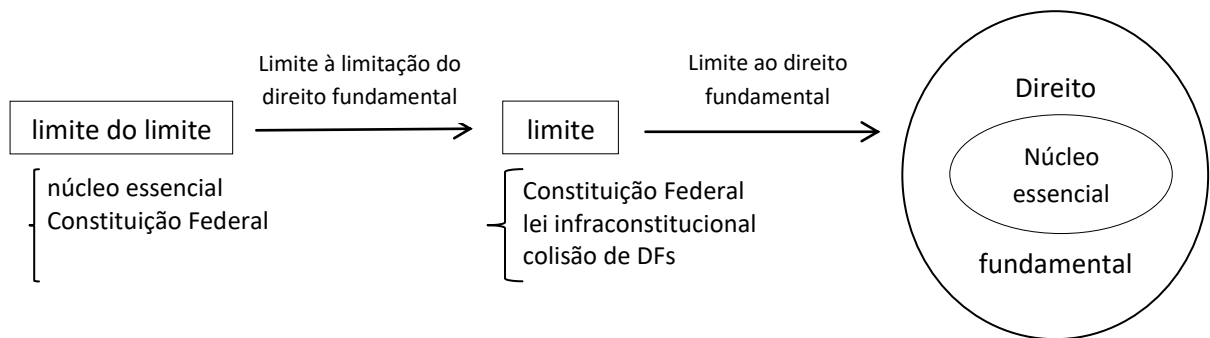 limite do limite
núcleo essencial
Constituição Federal
Limite à limitação do
direito fundamental
limite
Constituição Federal
lei infraconstitucional
colisão de DFs
Limite ao direito
fundamental
Direito
Núcleo
essencial
fundamental